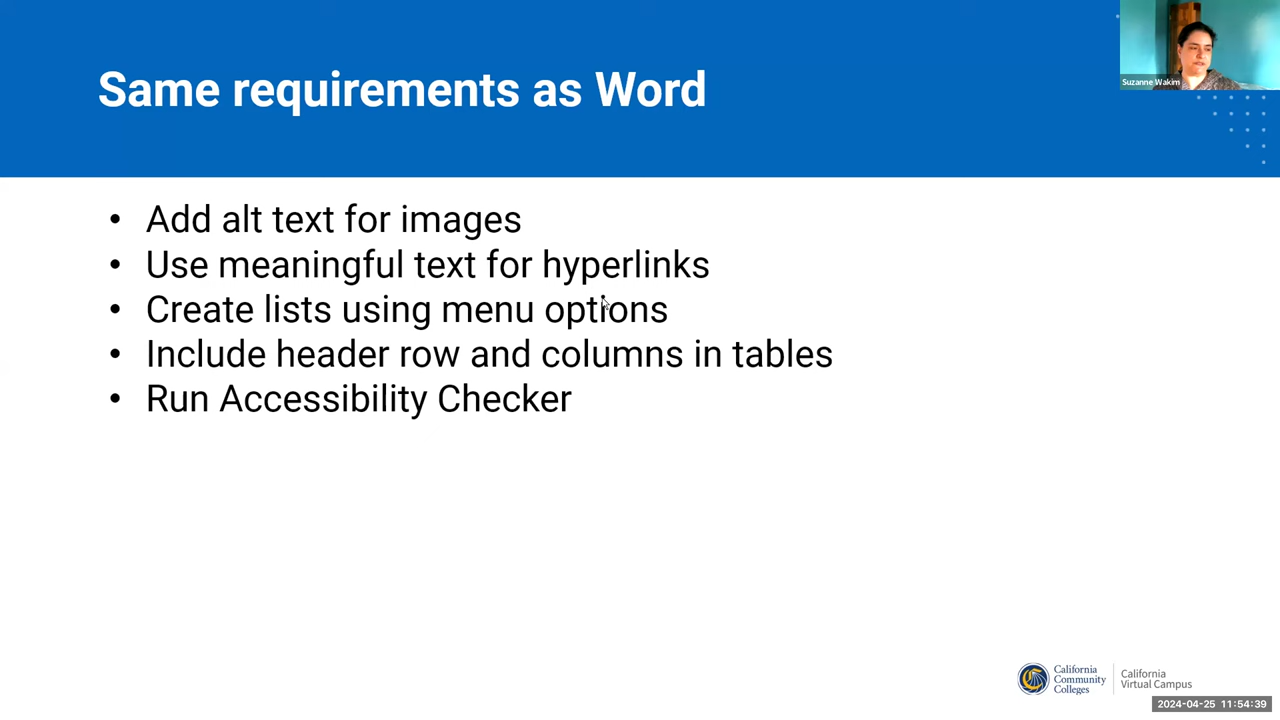 Same requirements as Word
Suzanne Wakim
• Add alt text for images
• Use meaningful text for hyperlinks
• Create lists using menu options
• Include header row and columns in tables
• Run Accessibility Checker
California
Community
Colleges
California
Virtual Campus
2024-04-25 11:54:39